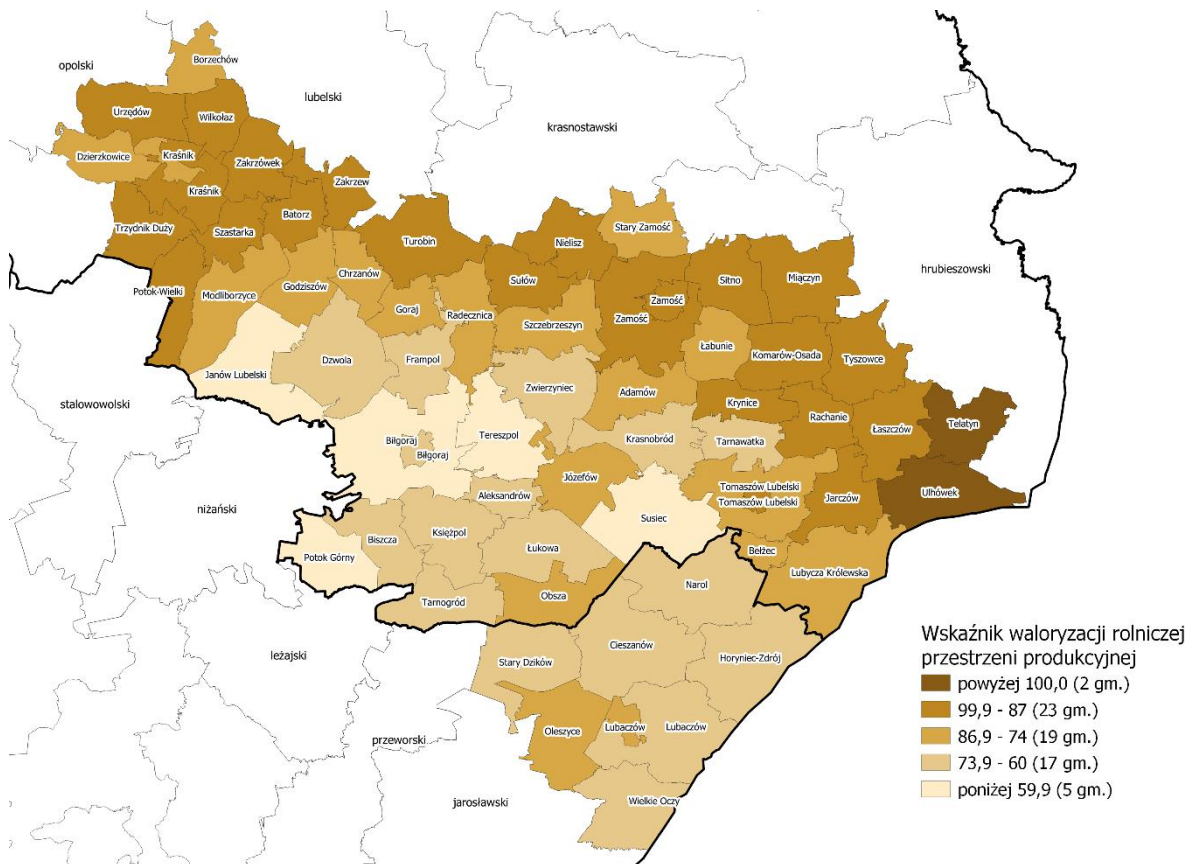 Borzechów
opolski
lubelski
Urzędów
Wilkołaz
krasnostawski
Dzierzkowice
Kraśnik
Zakrzówek
Zakrzew
Kraśnik
Batorz
Trzydnik Duży
Szastarka
Turobin
Nielisz
Stary Zamość
hrubieszowski
Potok-Wielki
Modliborzyce
Godziszów
Chrzanów
Sułów
Sitno
Miączyn
Goraj
Radecznica
Zamość
Zamość
Szczebrzeszyn
Łabunie
Komarów-Osada
Tyszowce
Janów Lubelski
Dzwola
Frampol
Zwierzyniec
Adamów
Krynice
Rachanie
Łaszczów
Telatyn
stalowowolski
Biłgoraj
Biłgoraj
Tereszpol
Krasnobród
Tarnawatka
Józefów
Tomaszów Lubelski
Tomaszów Lubelski
Jarczów
Ulhówek
Aleksandrów
niżański
Susiec
Biszcza
Księżpol
Łukowa
Potok Górny
Bełżec
Lubycza Królewska
Tarnogród
Obsza
Narol
leżajski
Stary Dzików
Cieszanów
Horyniec-Zdrój
Oleszyce
Lubaczów
Lubaczów
przeworski
jarosławski
Wielkie Oczy
Wskaźnik waloryzacji rolniczej
przestrzeni produkcyjnej
powyżej 100,0 (2 gm.)
99,9 - 87 (23 gm.)
86,9 - 74 (19 gm.)
73,9 - 60 (17 gm.)
poniżej 59,9 (5 gm.)